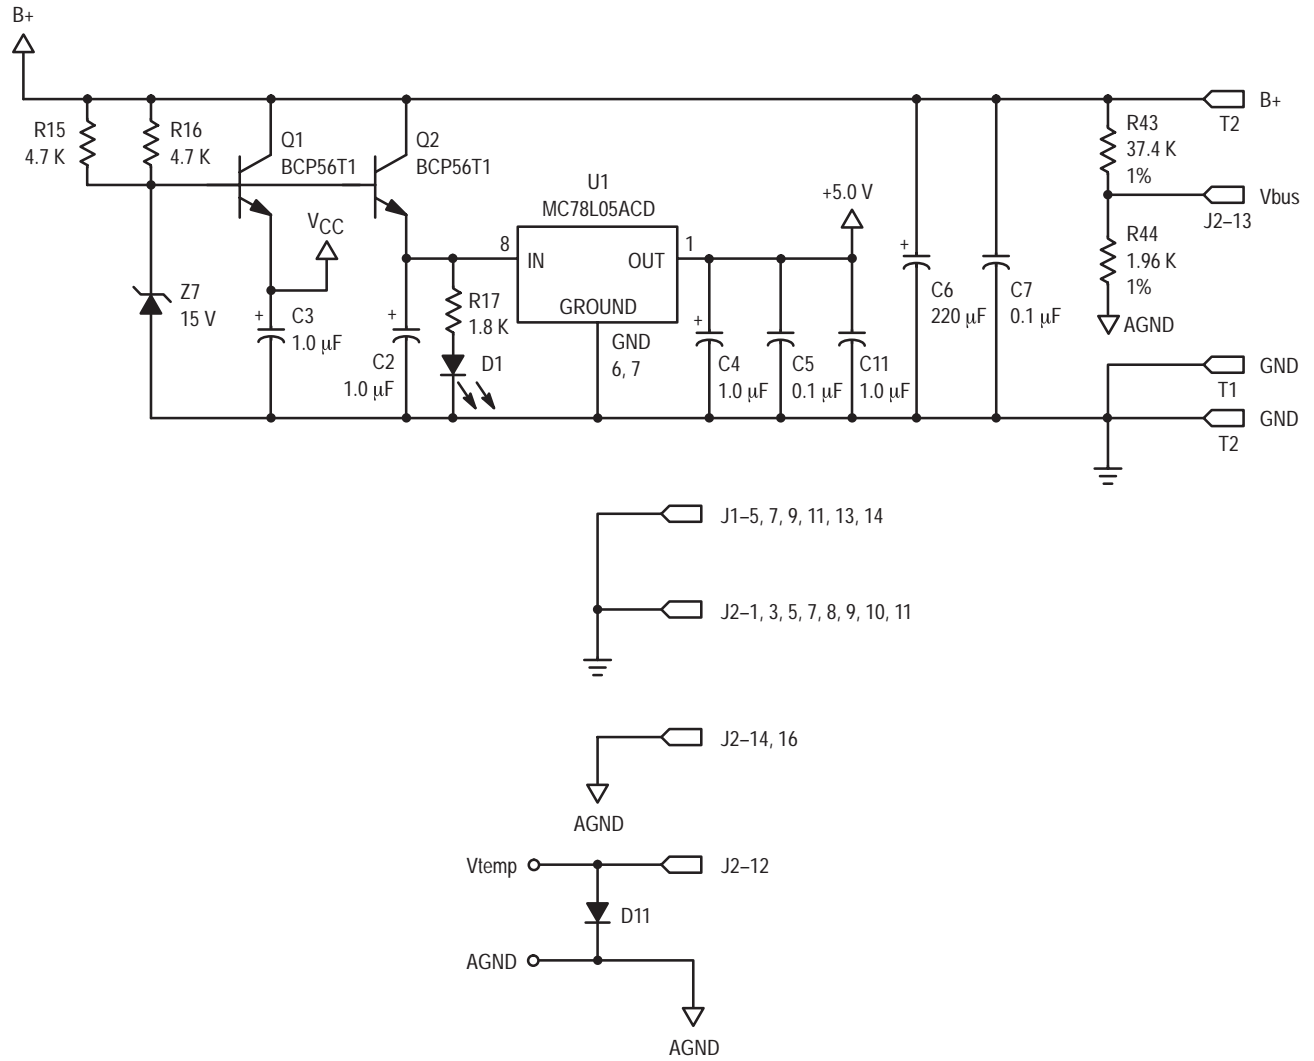 B+
R15
4.7 K
R16
4.7 K
Q1
BCP56T1
Q2
BCP56T1
B+
T2
R43
37.4 K
1%
Vbus
J2–13
R44
1.96 K
1%
AGND
U1
MC78L05ACD
8
IN
OUT
1
GROUND
GND
6, 7
+5.0 V
VCC
Z7
15 V
+
C3
1.0 µF
+
C2
1.0 µF
R17
1.8 K
D1
+
C4
1.0 µF
C5
0.1 µF
C11
1.0 µF
+
C6
220 µF
C7
0.1 µF
GND
T1
GND
T2
J1–5, 7, 9, 11, 13, 14
J2–1, 3, 5, 7, 8, 9, 10, 11
J2–14, 16
AGND
Vtemp
J2–12
D11
AGND
AGND